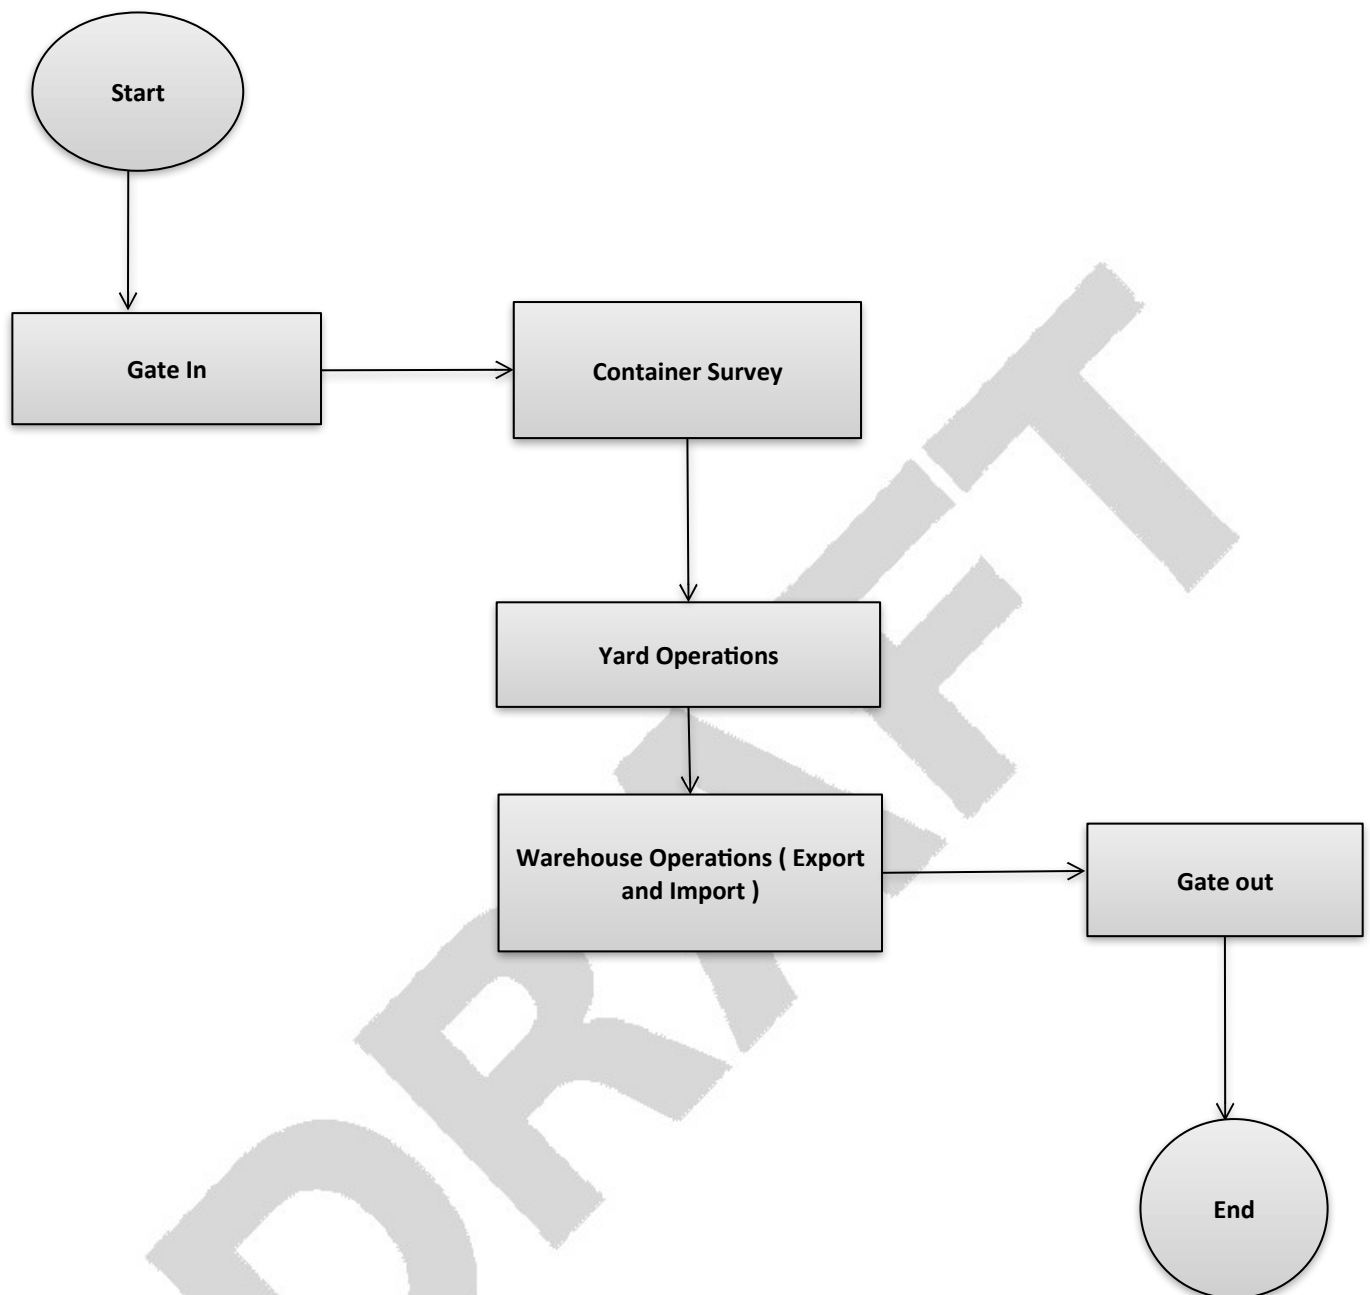 Start
Gate In
Container Survey
Yard Operations
Warehouse Operations ( Export
and Import )
Gate out
End
DRAFT